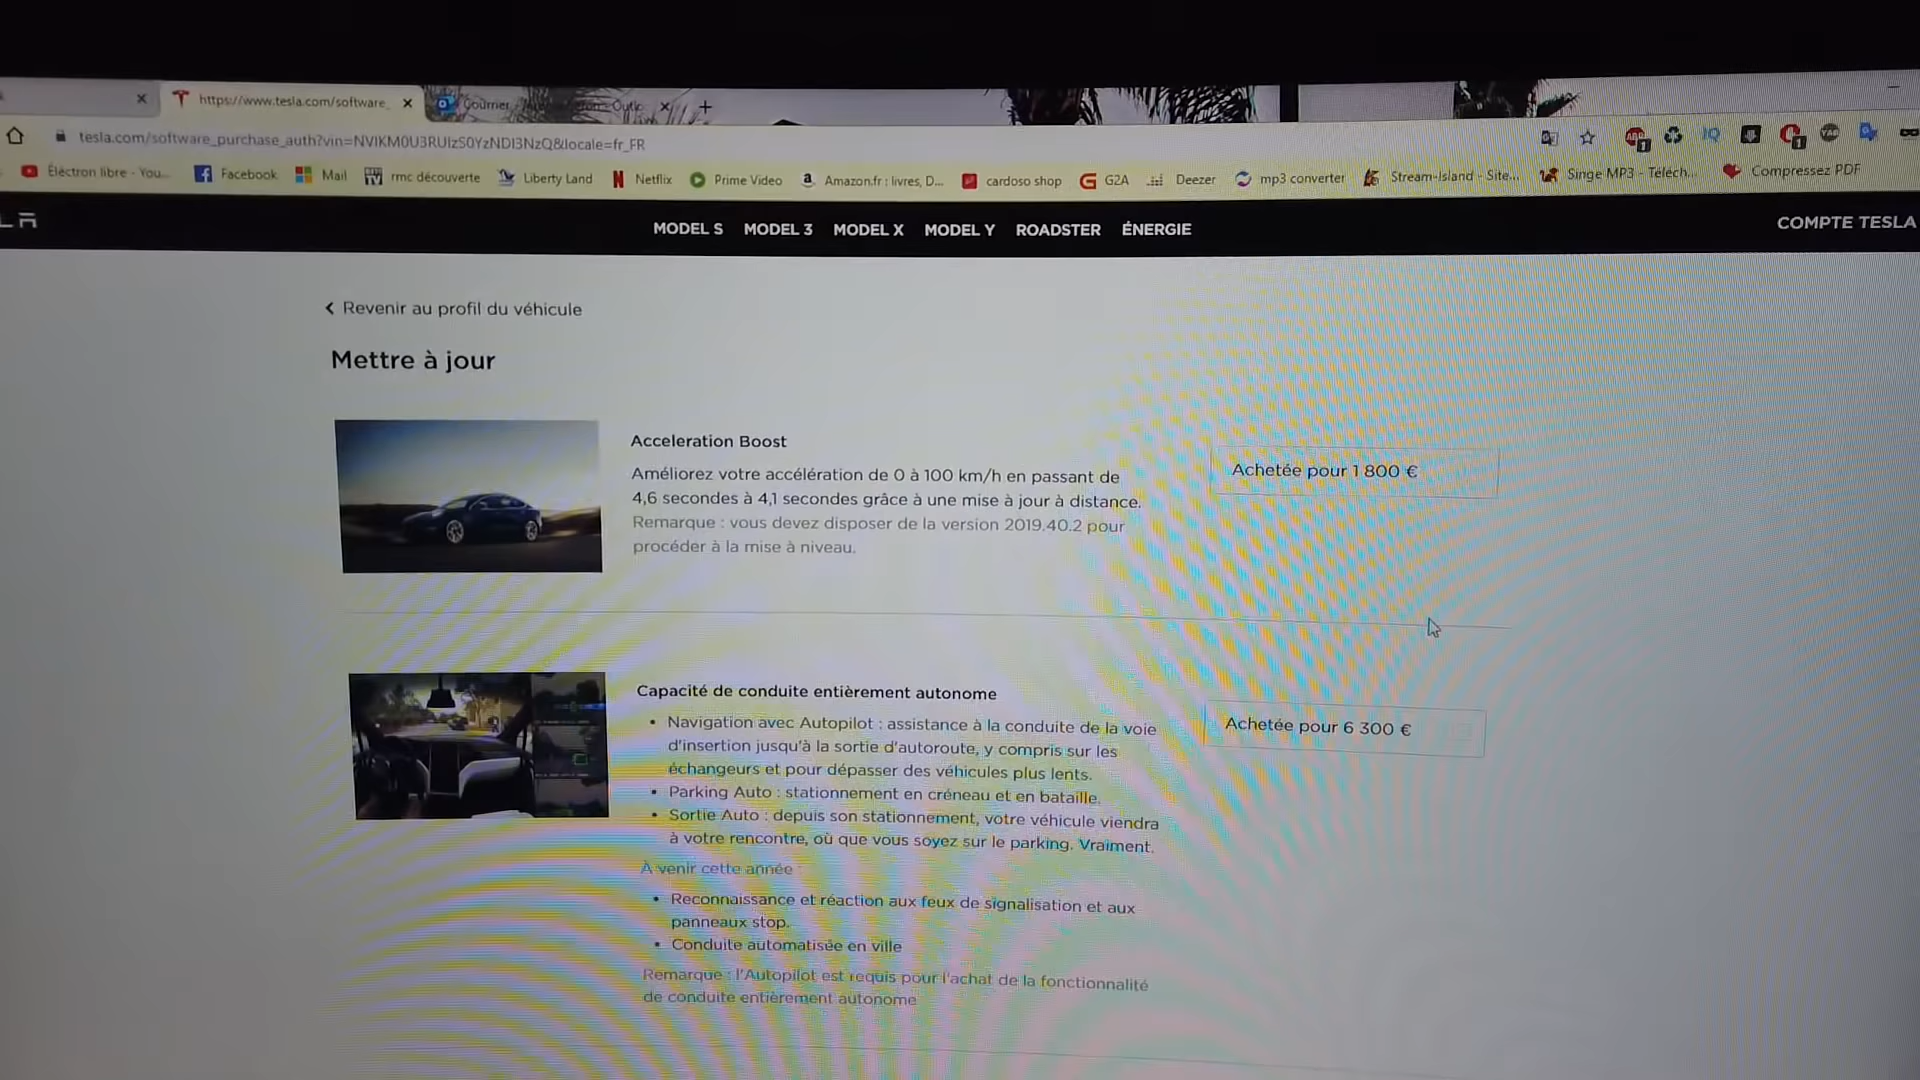 https://www.tesla.com/software_
Courrier
Outlo
tesla.com/software_purchase_auth?vin=NVIKM0U3RUIzS0YzNDI3NzQ&locale=fr_FR
Éléctron libre - You...
Facebook
Mail
rmc découverte
Liberty Land
Netflix
Prime Video
Amazon.fr : livres, D...
cardoso shop
G2A
Deezer
mp3 converter
Stream-Island - Site...
Singe MP3 - Téléch...
Compressez PDF
MODEL S MODEL 3 MODEL X MODEL Y ROADSTER ÉNERGIE
COMPTE TESLA
Revenir au profil du véhicule
Mettre à jour
Acceleration Boost
Améliorez votre accélération de 0 à 100 km/h en passant de
4,6 secondes à 4,1 secondes grâce à une mise à jour à distance.
Remarque : vous devez disposer de la version 2019.40.2 pour
procéder à la mise à niveau.
Achetée pour 1 800 €
Capacité de conduite entièrement autonome
• Navigation avec Autopilot : assistance à la conduite de la voie
d'insertion jusqu'à la sortie d'autoroute, y compris sur les
échangeurs et pour dépasser des véhicules plus lents.
• Parking Auto : stationnement en créneau et en bataille.
• Sortie Auto : depuis son stationnement, votre véhicule viendra
à votre rencontre, où que vous soyez sur le parking. Vraiment.
À venir cette année
• Reconnaissance et réaction aux feux de signalisation et aux
panneaux stop.
• Conduite automatisée en ville
Remarque : l'Autopilot est requis pour l'achat de la fonctionnalité
de conduite entièrement autonome
Achetée pour 6 300 €